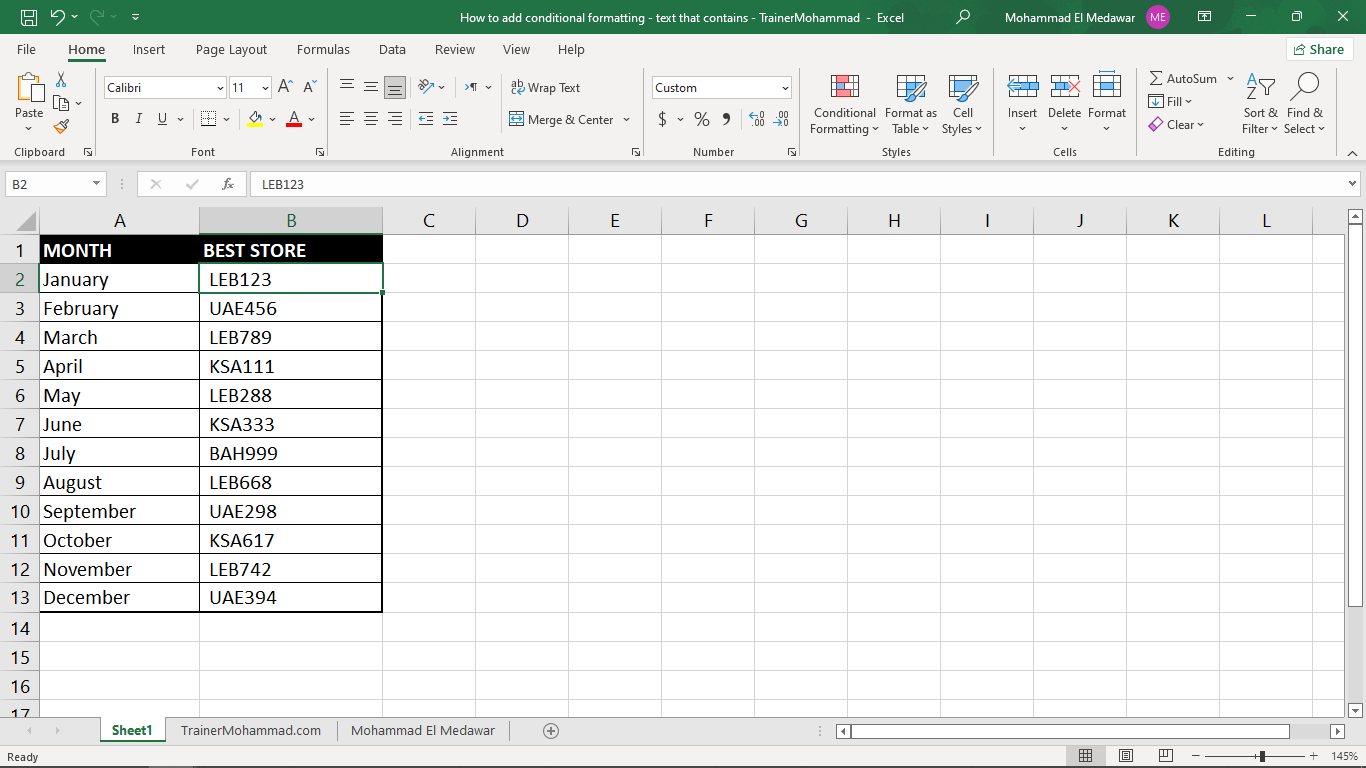 How to add conditional formatting - text that contains - TrainerMohammad - Excel
Mohammad El Medawar ME
File Home Insert Page Layout Formulas Data Review View Help Share
Calibri 11 Wrap Text Custom AutoSum
Paste Conditional Formatting Format as Table Cell Styles Insert Delete Format Fill Sort & Filter Find & Select
B I U A Merge & Center $ % Clear
Clipboard Font Alignment Number Styles Cells Editing
B2 fx LEB123
A B C D E F G H I J K L
1 MONTH BEST STORE
2 January LEB123
3 February UAE456
4 March LEB789
5 April KSA111
6 May LEB288
7 June KSA333
8 July BAH999
9 August LEB668
10 September UAE298
11 October KSA617
12 November LEB742
13 December UAE394
14
15
16
17
Sheet1 TrainerMohammad.com Mohammad El Medawar
Ready 145%